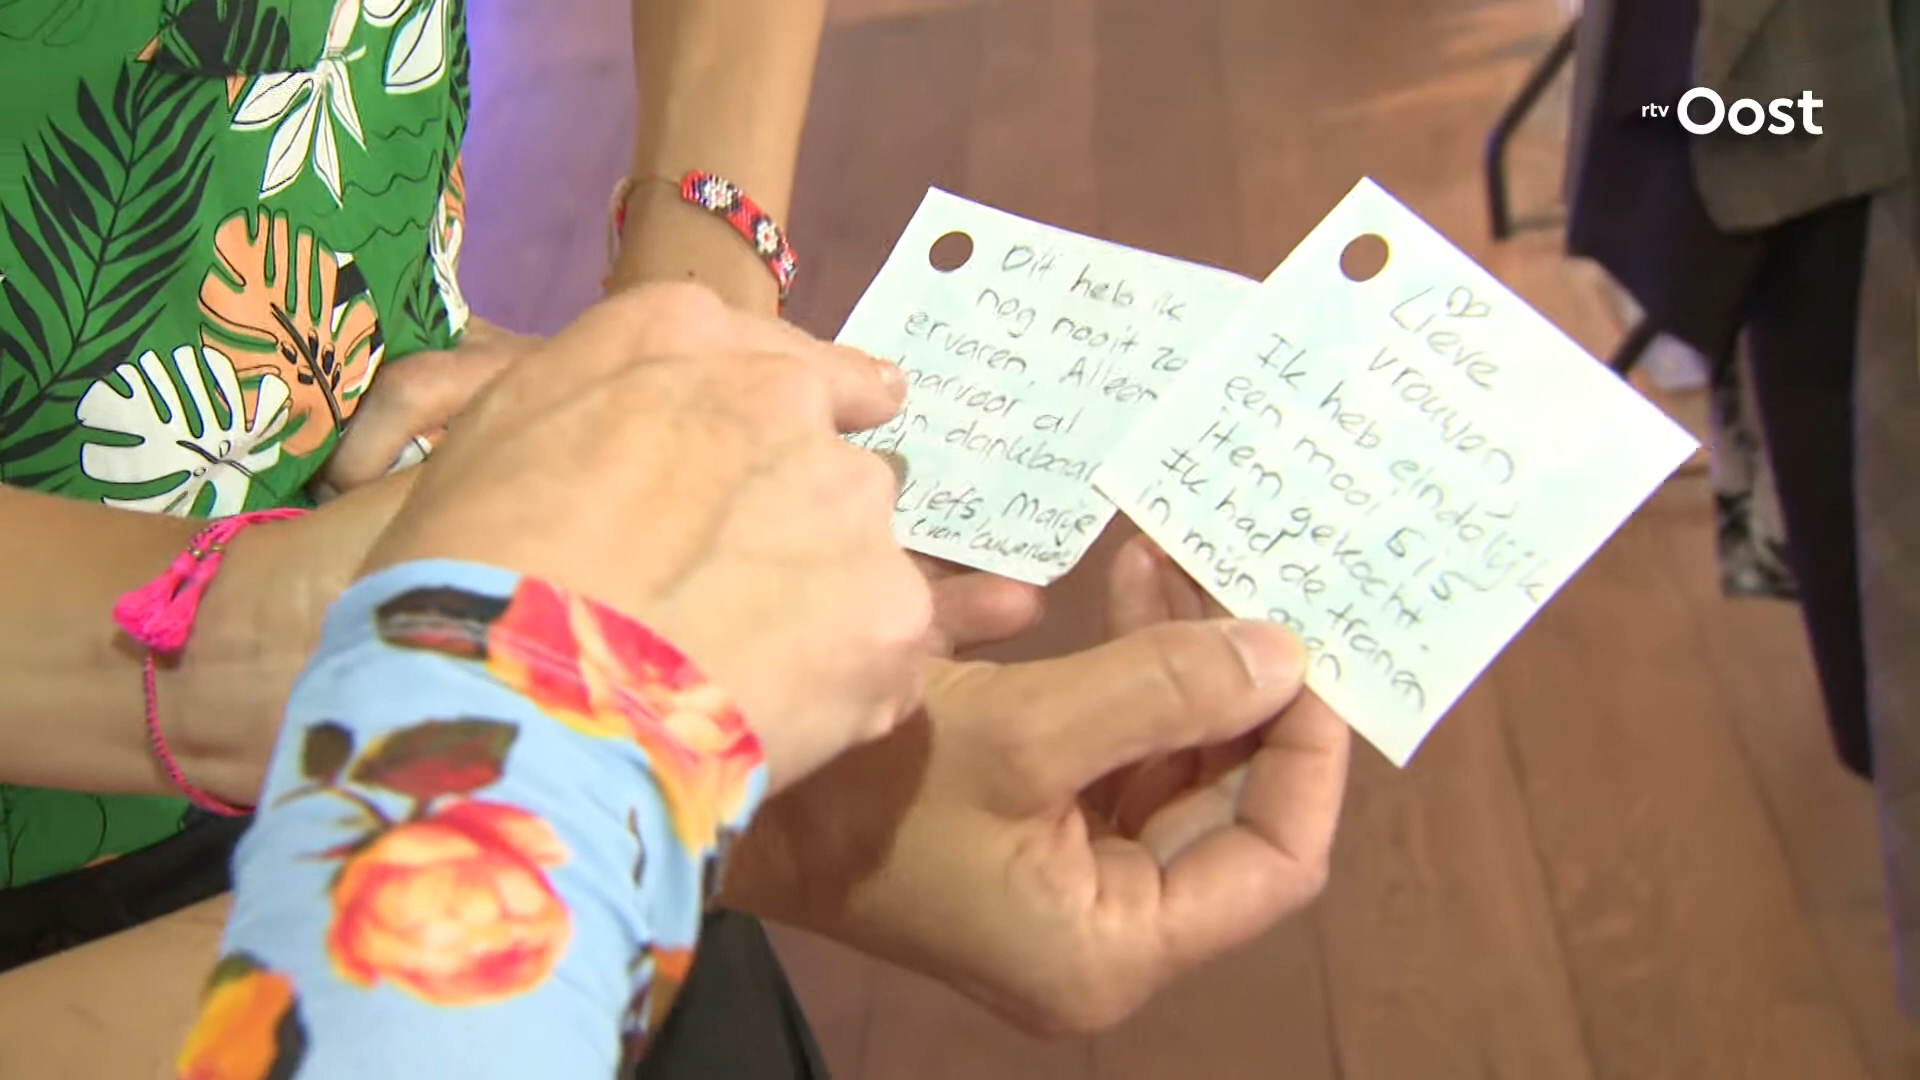 rtv Oost
Dit heb ik
nog nooit zo
ervaren. Alleen
daarvoor al
dankbaar
Liefs, Marije
Lieve
vrouwen,
Ik heb eindelijk
een mooi
item gekocht.
Ik had de tranen
in mijn ogen